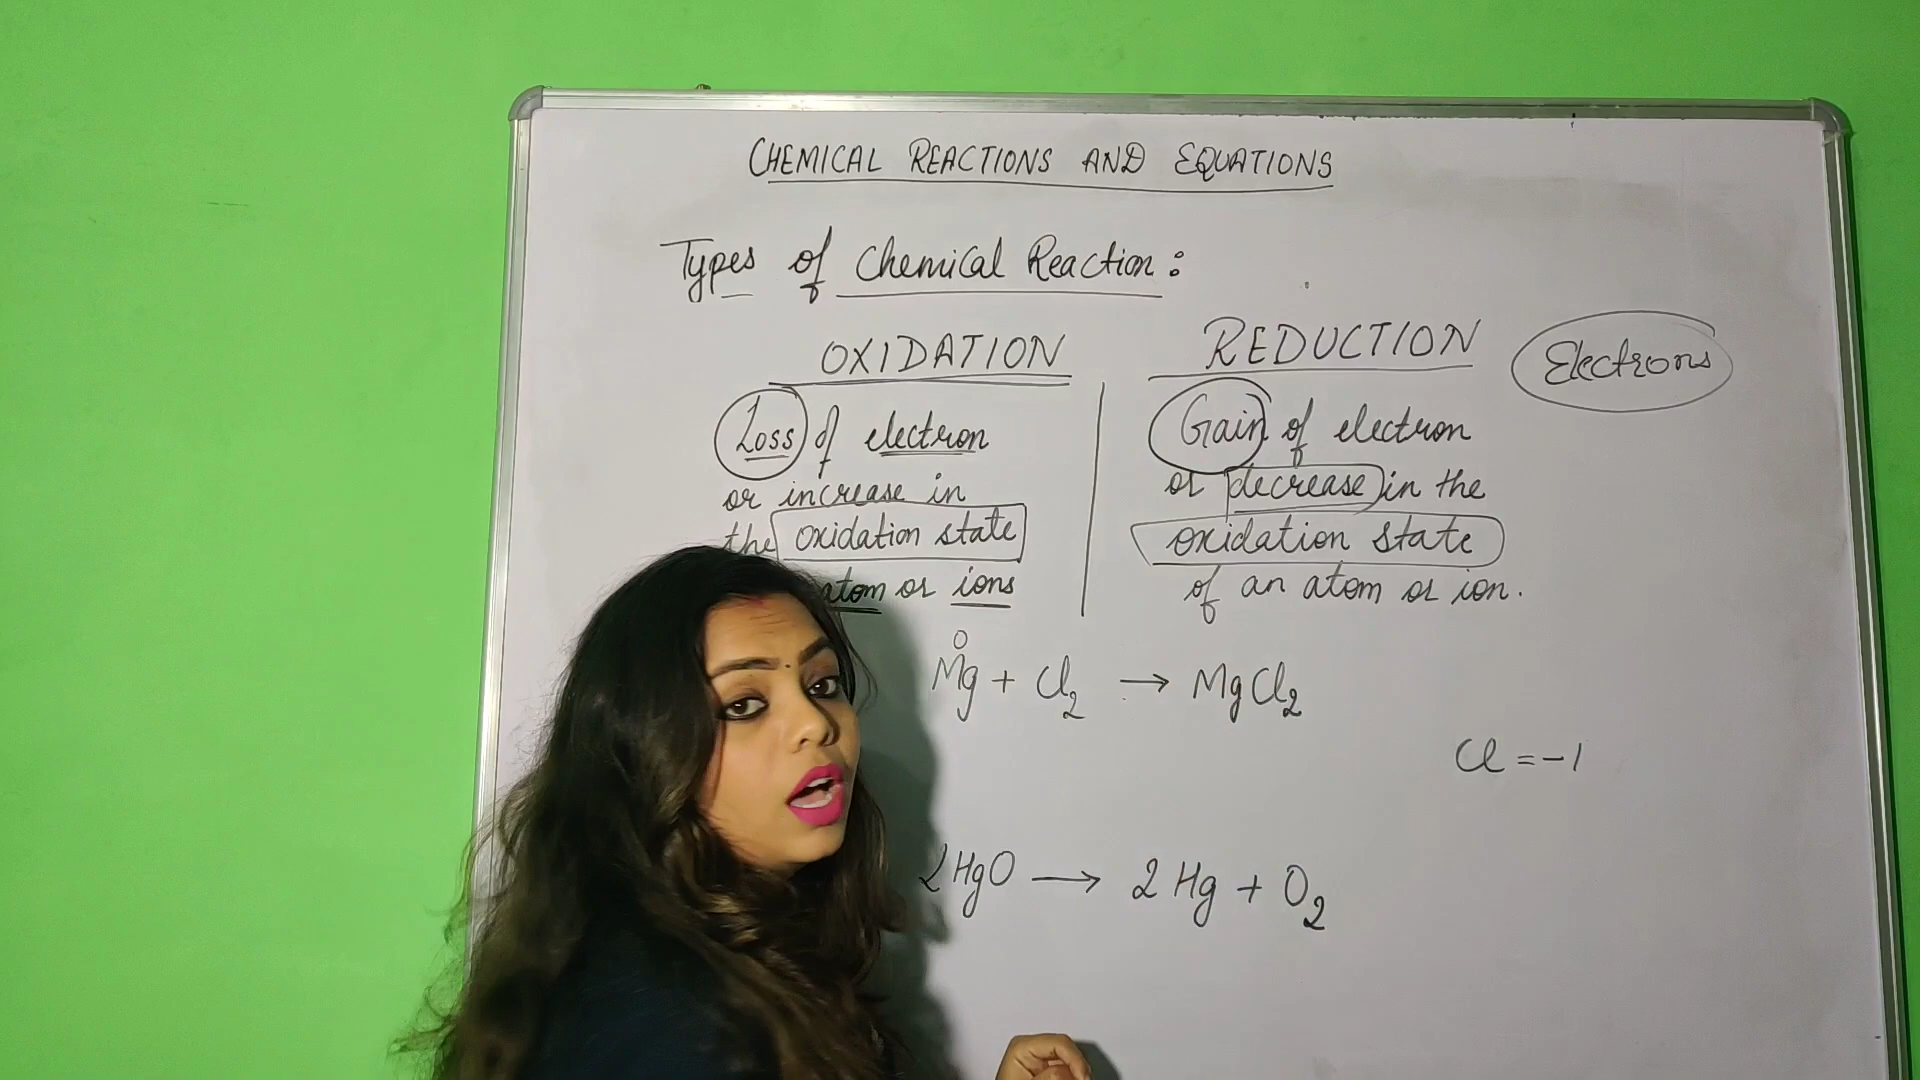 CHEMICAL REACTIONS AND EQUATIONS
Types of Chemical Reaction:
OXIDATION
Loss of electron
or increase in
the oxidation state
atom or ions
REDUCTION
Gain of electron
or decrease in the
oxidation state
of an atom or ion.
Electrons
0
Mg + Cl2 → MgCl2
Cl = -1
2HgO → 2Hg + O2